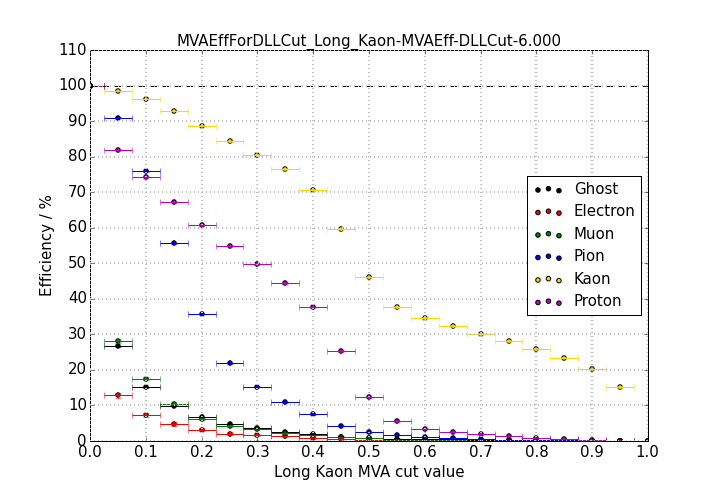 MVAEffForDLLCut_Long_Kaon-MVAEff-DLLCut-6.000
110
100
90
80
70
60
50
40
30
20
10
0
Efficiency / %
Ghost
Electron
Muon
Pion
Kaon
Proton
0.0 0.1 0.2 0.3 0.4 0.5 0.6 0.7 0.8 0.9 1.0
Long Kaon MVA cut value